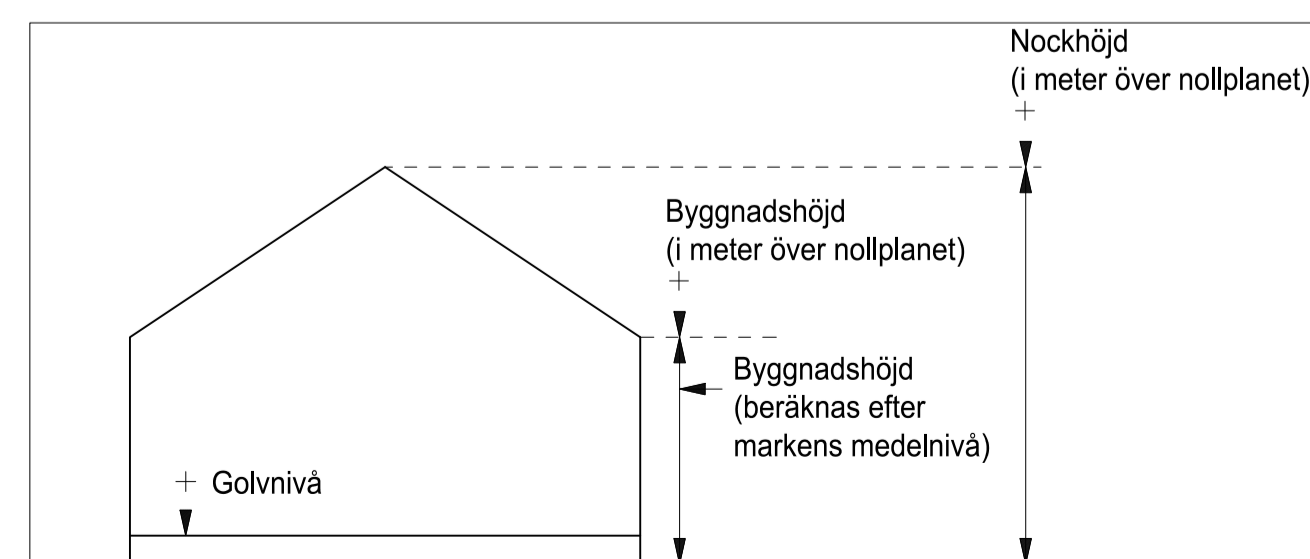 Nockhöjd
(i meter över nollplanet)
+
Byggnadshöjd
(i meter över nollplanet)
+
Byggnadshöjd
(beräknas efter
markens medelnivå)
+ Golvnivå